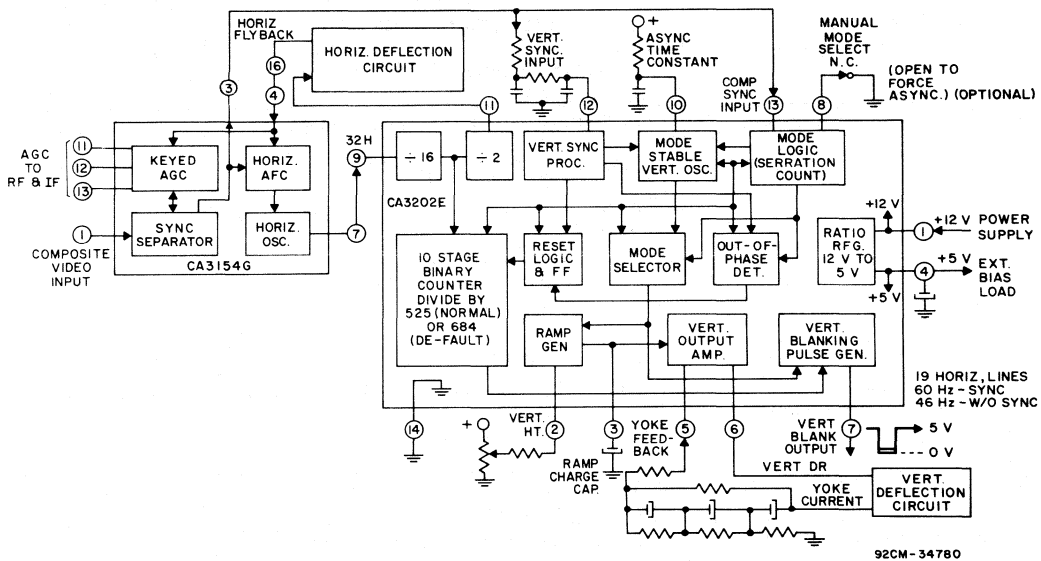 HORIZ
FLYBACK
HORIZ. DEFLECTION
CIRCUIT
VERT.
SYNC.
INPUT
+
ASYNC
TIME
CONSTANT
MANUAL
MODE
SELECT
N.C.
(OPEN TO
FORCE
ASYNC.) (OPTIONAL)
16
3
4
11
12
10
COMP
SYNC
INPUT
13
8
AGC
TO
RF & IF
11
12
13
KEYED
AGC
HORIZ.
AFC
SYNC
SEPARATOR
HORIZ.
OSC.
1
COMPOSITE
VIDEO
INPUT
CA3154G
7
32H
9
÷ 16
÷ 2
CA3202E
VERT. SYNC
PROC.
MODE
STABLE
VERT. OSC.
MODE
LOGIC
(SERRATION
COUNT)
10 STAGE
BINARY
COUNTER
DIVIDE BY
525 (NORMAL)
OR 684
(DE-FAULT)
RESET
LOGIC
& FF
MODE
SELECTOR
OUT-OF-
PHASE
DET.
RATIO
RFG.
12 V TO
5 V
+12 V
1
+12 V POWER
SUPPLY
+5 V
4
+5 V EXT.
BIAS
LOAD
RAMP
GEN
VERT.
OUTPUT
AMP.
VERT.
BLANKING
PULSE GEN.
19 HORIZ, LINES
60 Hz - SYNC
46 Hz - W/O SYNC
14
+
VERT.
HT.
2
3
RAMP
CHARGE
CAP.
YOKE
FEED-
BACK
5
6
VERT
BLANK
OUTPUT
7
5 V
0 V
VERT DR
YOKE
CURRENT
VERT.
DEFLECTION
CIRCUIT
92CM-34780